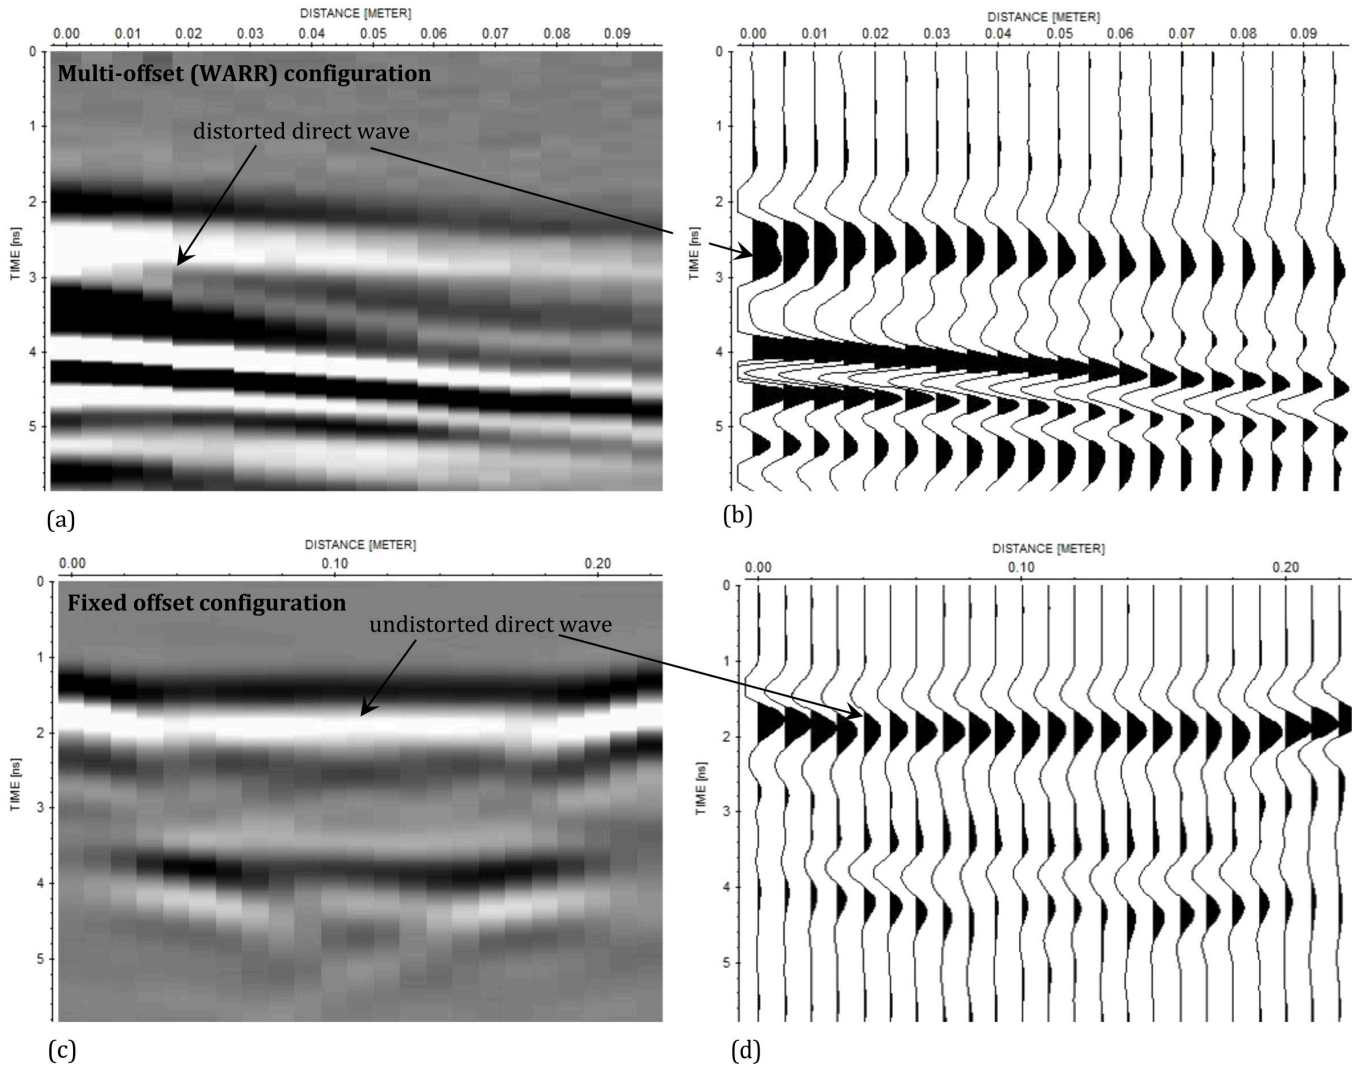 DISTANCE [METER]
0.00 0.01 0.02 0.03 0.04 0.05 0.06 0.07 0.08 0.09
0
1
2
3
4
5
TIME [ns]
Multi-offset (WARR) configuration
distorted direct wave
(a)
DISTANCE [METER]
0.00 0.01 0.02 0.03 0.04 0.05 0.06 0.07 0.08 0.09
0
1
2
3
4
5
TIME [ns]
(b)
DISTANCE [METER]
0.00 0.10 0.20
0
1
2
3
4
5
TIME [ns]
Fixed offset configuration
undistorted direct wave
(c)
DISTANCE [METER]
0.00 0.10 0.20
0
1
2
3
4
5
TIME [ns]
(d)